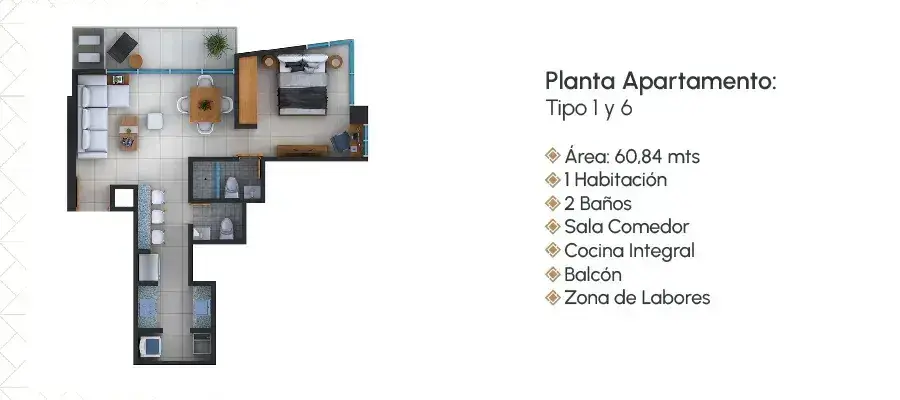 Planta Apartamento:
Tipo 1 y 6
Área: 60,84 mts
1 Habitación
2 Baños
Sala Comedor
Cocina Integral
Balcón
Zona de Labores